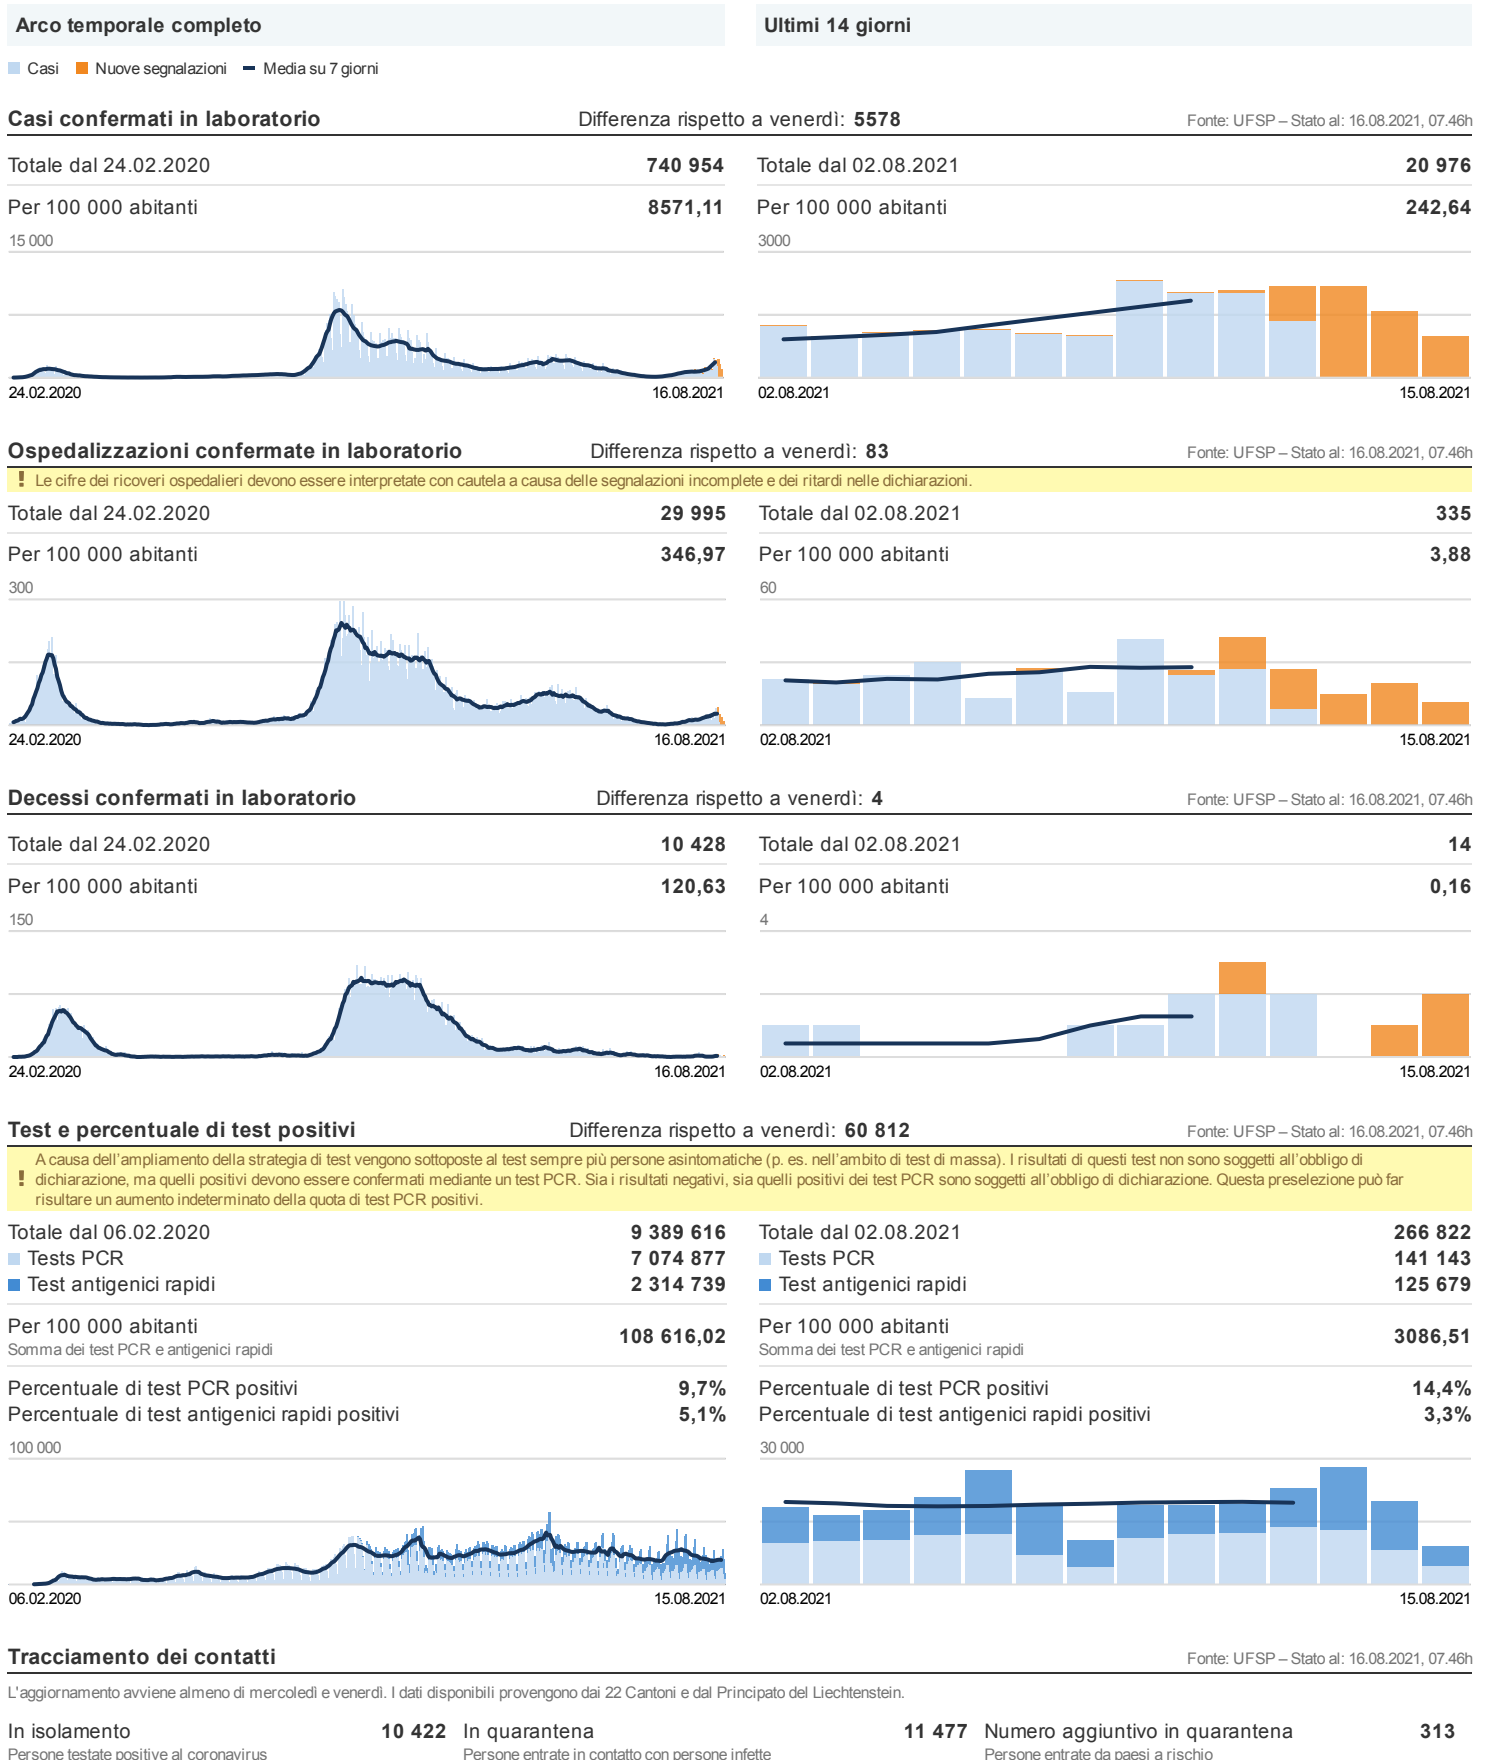 Arco temporale completo
Ultimi 14 giorni
Casi Nuove segnalazioni Media su 7 giorni
Casi confermati in laboratorio Differenza rispetto a venerdì: 5578 Fonte: UFSP – Stato al: 16.08.2021, 07.46h
Totale dal 24.02.2020 740 954
Per 100 000 abitanti 8571,11
15 000
24.02.2020 16.08.2021
Totale dal 02.08.2021 20 976
Per 100 000 abitanti 242,64
3000
02.08.2021 15.08.2021
Ospedalizzazioni confermate in laboratorio Differenza rispetto a venerdì: 83 Fonte: UFSP – Stato al: 16.08.2021, 07.46h
! Le cifre dei ricoveri ospedalieri devono essere interpretate con cautela a causa delle segnalazioni incomplete e dei ritardi nelle dichiarazioni.
Totale dal 24.02.2020 29 995
Per 100 000 abitanti 346,97
300
24.02.2020 16.08.2021
Totale dal 02.08.2021 335
Per 100 000 abitanti 3,88
60
02.08.2021 15.08.2021
Decessi confermati in laboratorio Differenza rispetto a venerdì: 4 Fonte: UFSP – Stato al: 16.08.2021, 07.46h
Totale dal 24.02.2020 10 428
Per 100 000 abitanti 120,63
150
24.02.2020 16.08.2021
Totale dal 02.08.2021 14
Per 100 000 abitanti 0,16
4
02.08.2021 15.08.2021
Test e percentuale di test positivi Differenza rispetto a venerdì: 60 812 Fonte: UFSP – Stato al: 16.08.2021, 07.46h
A causa dell'ampliamento della strategia di test vengono sottoposte al test sempre più persone asintomatiche (p. es. nell'ambito di test di massa). I risultati di questi test non sono soggetti all'obbligo di
! dichiarazione, ma quelli positivi devono essere confermati mediante un test PCR. Sia i risultati negativi, sia quelli positivi dei test PCR sono soggetti all'obbligo di dichiarazione. Questa preselezione può far
risultare un aumento indeterminato della quota di test PCR positivi.
Totale dal 06.02.2020 9 389 616
Tests PCR 7 074 877
Test antigenici rapidi 2 314 739
Per 100 000 abitanti 108 616,02
Somma dei test PCR e antigenici rapidi
Percentuale di test PCR positivi 9,7%
Percentuale di test antigenici rapidi positivi 5,1%
100 000
06.02.2020 15.08.2021
Totale dal 02.08.2021 266 822
Tests PCR 141 143
Test antigenici rapidi 125 679
Per 100 000 abitanti 3086,51
Somma dei test PCR e antigenici rapidi
Percentuale di test PCR positivi 14,4%
Percentuale di test antigenici rapidi positivi 3,3%
30 000
02.08.2021 15.08.2021
Tracciamento dei contatti Fonte: UFSP – Stato al: 16.08.2021, 07.46h
L'aggiornamento avviene almeno di mercoledì e venerdì. I dati disponibili provengono dai 22 Cantoni e dal Principato del Liechtenstein.
In isolamento 10 422
Persone testate positive al coronavirus
In quarantena 11 477
Persone entrate in contatto con persone infette
Numero aggiuntivo in quarantena 313
Persone entrate da paesi a rischio